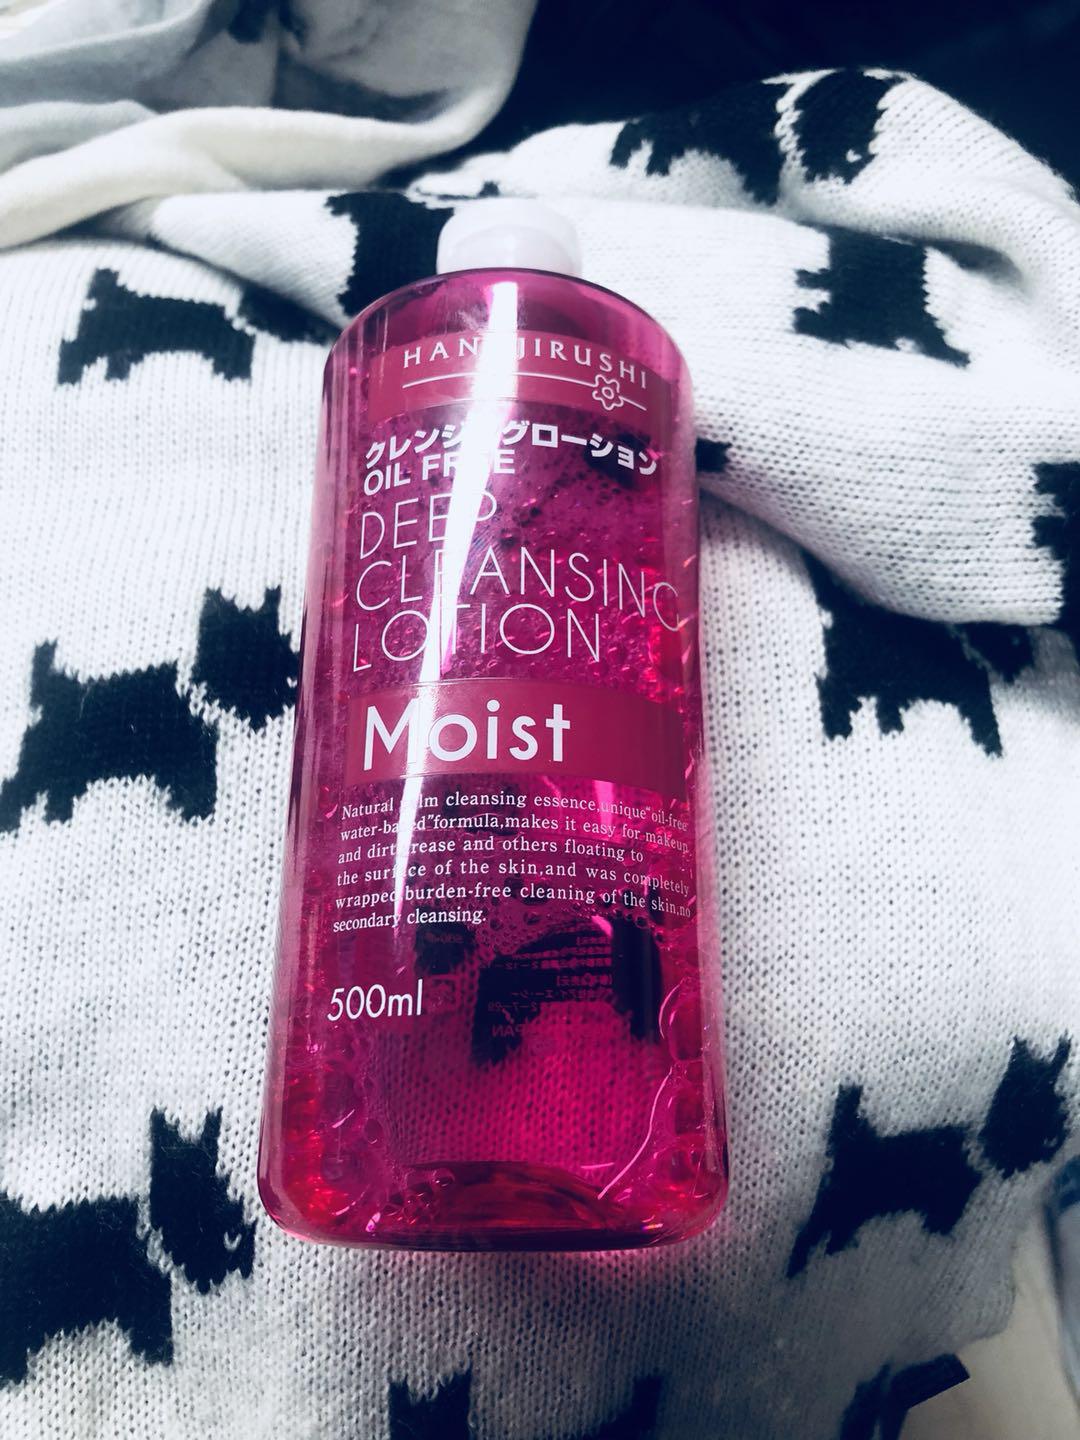 HANAJIRUSHI
クレンジングローション
OIL FREE
DEEP
CLEANSING
LOTION
Moist
Natural calm cleansing essence,unique"oil-free
water-based"formula,makes it easy for makeup
and dirt grease and others floating to
the surface of the skin,and was completely
wrapped,burden-free cleaning of the skin,no
secondary cleansing.
500ml